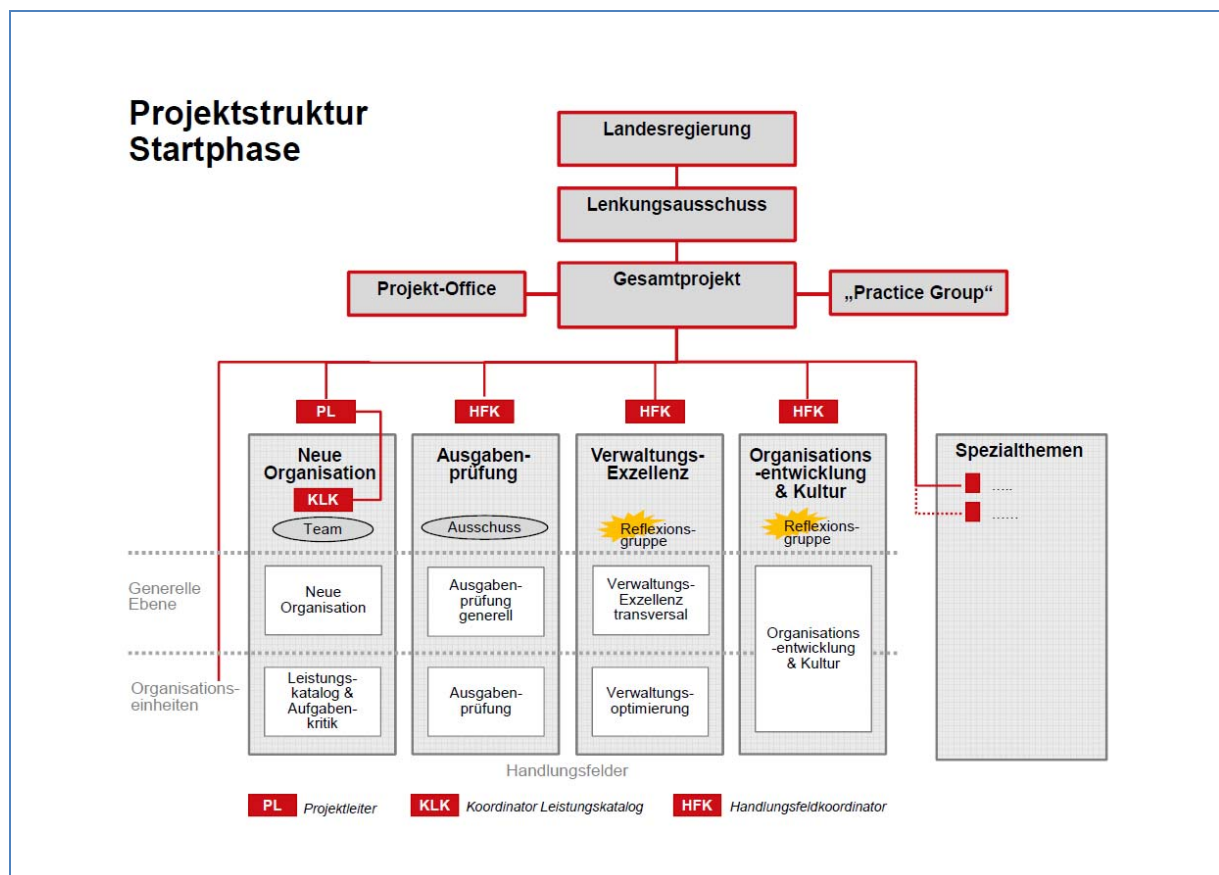 Projektstruktur
Startphase
Landesregierung
Lenkungsausschuss
Gesamtprojekt
Projekt-Office
„Practice Group“
PL
HFK
HFK
HFK
Neue
Organisation
KLK
Team
Ausgaben-
prüfung
Ausschuss
Verwaltungs-
Exzellenz
Reflexions-
gruppe
Organisations
-entwicklung
& Kultur
Reflexions-
gruppe
Spezialthemen
.....
......
Generelle
Ebene
Neue
Organisation
Ausgaben-
prüfung
generell
Verwaltungs-
Exzellenz
transversal
Organisations
-entwicklung
& Kultur
Organisations-
einheiten
Leistungs-
katalog &
Aufgaben-
kritik
Ausgaben-
prüfung
Verwaltungs-
optimierung
Handlungsfelder
PL Projektleiter
KLK Koordinator Leistungskatalog
HFK Handlungsfeldkoordinator